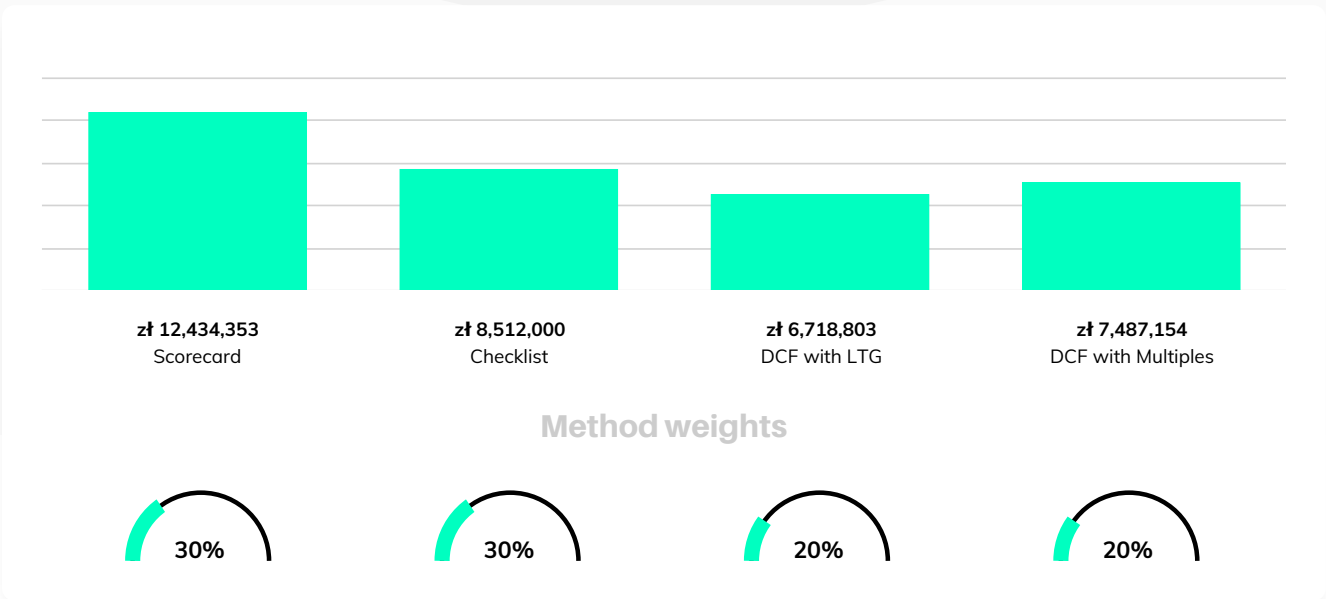 zł 12,434,353
Scorecard
zł 8,512,000
Checklist
zł 6,718,803
DCF with LTG
zł 7,487,154
DCF with Multiples
Method weights
30%
30%
20%
20%